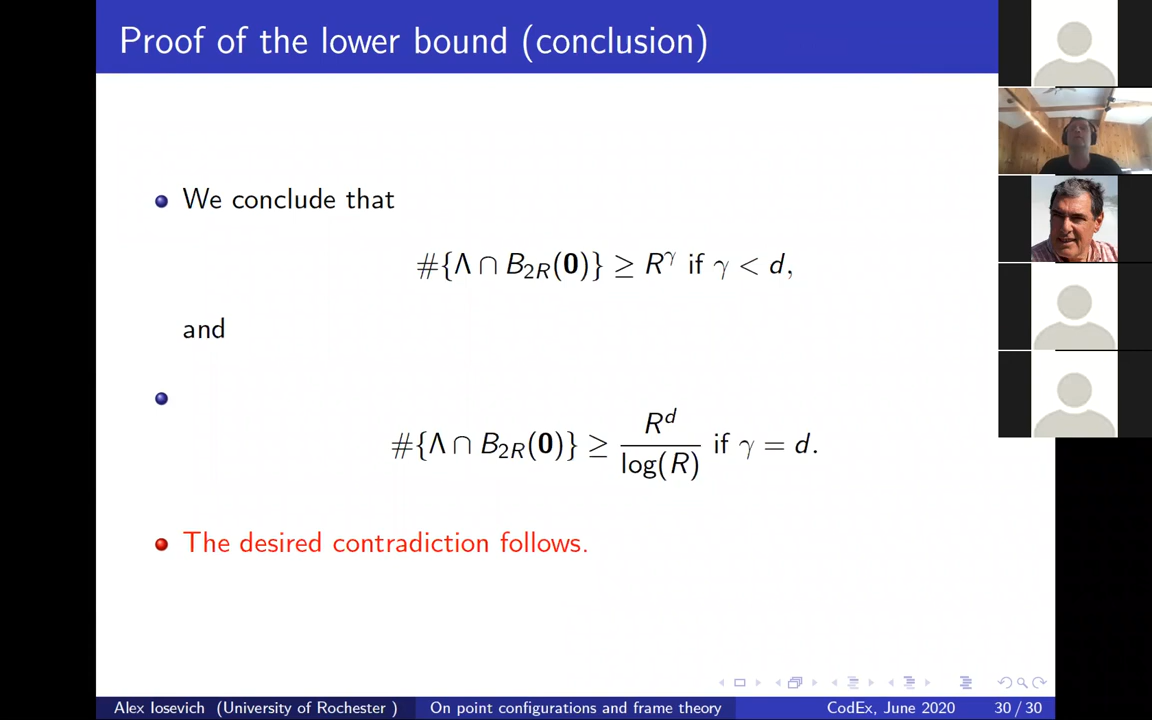 Proof of the lower bound (conclusion)
We conclude that
#{Λ ∩ B_{2R}(𝟎)} ≥ R^γ if γ < d,
and
#{Λ ∩ B_{2R}(𝟎)} ≥ R^d / log(R) if γ = d.
The desired contradiction follows.
Alex Iosevich (University of Rochester ) On point configurations and frame theory CodEx, June 2020 30 / 30